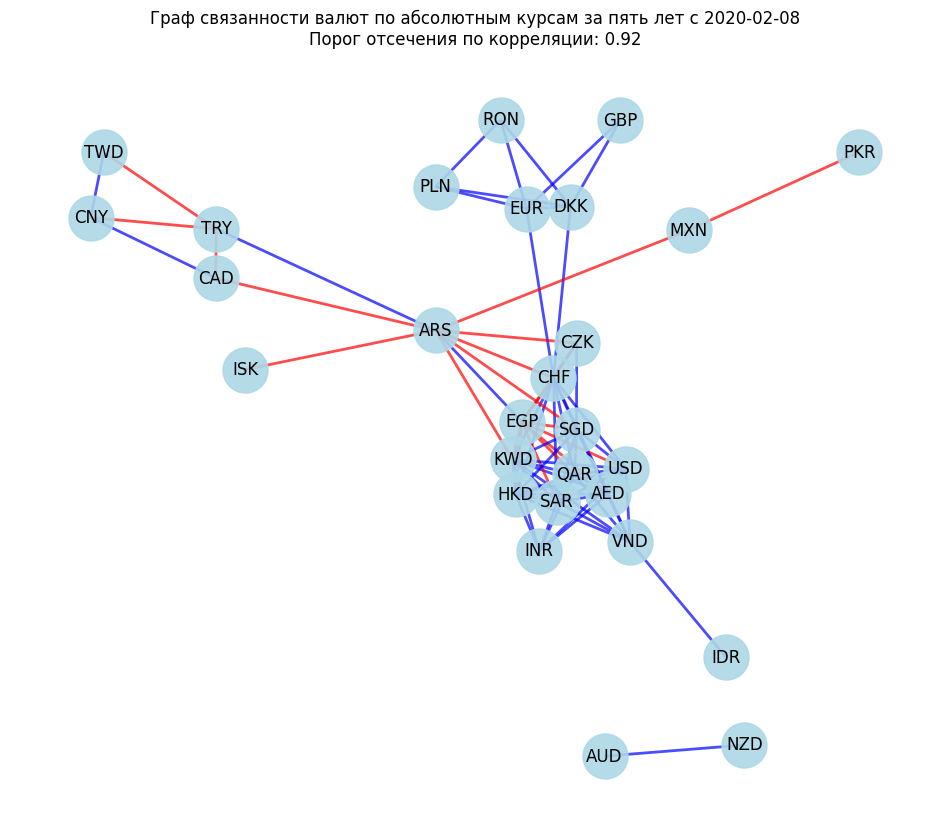 Граф связанности валют по абсолютным курсам за пять лет с 2020-02-08
Порог отсечения по корреляции: 0.92
RON
GBP
TWD
PKR
PLN
EUR
DKK
CNY
TRY
MXN
CAD
ARS
CZK
ISK
CHF
EGP
SGD
KWD
QAR
USD
HKD
SAR
AED
INR
VND
IDR
AUD
NZD